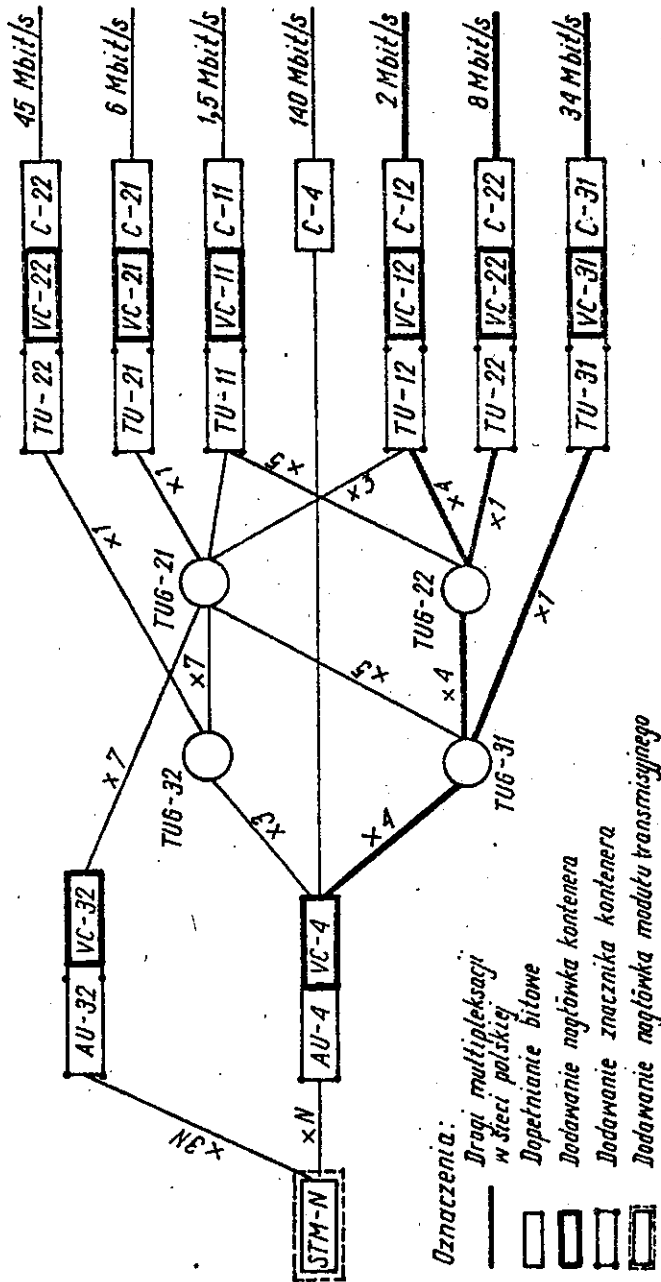 45 Mbit/s
6 Mbit/s
1,5 Mbit/s
140 Mbit/s
2 Mbit/s
8 Mbit/s
34 Mbit/s
TU-22 VC-22 C-22
TU-21 VC-21 C-21
TU-11 VC-11 C-11
C-4
TU-12 VC-12 C-12
TU-22 VC-22 C-22
TU-31 VC-31 C-31
x1
x1
x5
x3
x4
x1
x1
TUG-21
TUG-22
x7
x7
x5
x4
TUG-32
TUG-31
x3
x4
AU-32 VC-32
AU-4 VC-4
x3N
xN
STM-N
Oznaczenia:
Drogi multipleksacji
w sieci polskiej
Dopełnianie bitowe
Dodawanie nagłówka kontenera
Dodawanie znacznika kontenera
Dodawanie nagłówka modułu transmisyjnego